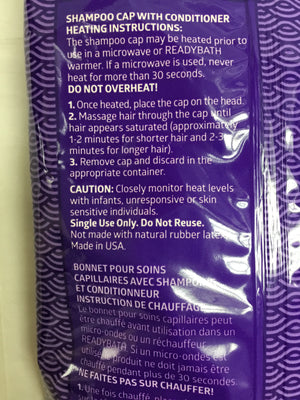 SHAMPOO CAP WITH CONDITIONER
HEATING INSTRUCTIONS:
The shampoo cap may be heated prior to
use in a microwave or READYBATH
warmer. If a microwave is used, never
heat for more than 30 seconds.
DO NOT OVERHEAT!
1. Once heated, place the cap on the head.
2. Massage hair through the cap until
hair appears saturated (approximately
1-2 minutes for shorter hair and 2-3
minutes for longer hair).
3. Remove cap and discard in the
appropriate container.
CAUTION: Closely monitor heat levels
with infants, unresponsive or skin
sensitive individuals.
Single Use Only. Do Not Reuse.
Not made with natural rubber latex.
Made in USA.
BONNET POUR SOINS
CAPILLAIRES AVEC SHAMPOO
ET CONDITIONNEUR
INSTRUCTION DE CHAUFFAGE
Le bonnet pour soins capillaires peut
être chauffé avant utilisation dans un
micro-ondes ou un réchauffeur
READYBATH. Si un micro-ondes est
utilisé produit ne doit jamais être
chauffé pendant plus de 30 secondes.
NE FAITES PAS SUR CHAUFFER!
1. Une fois chauffé,